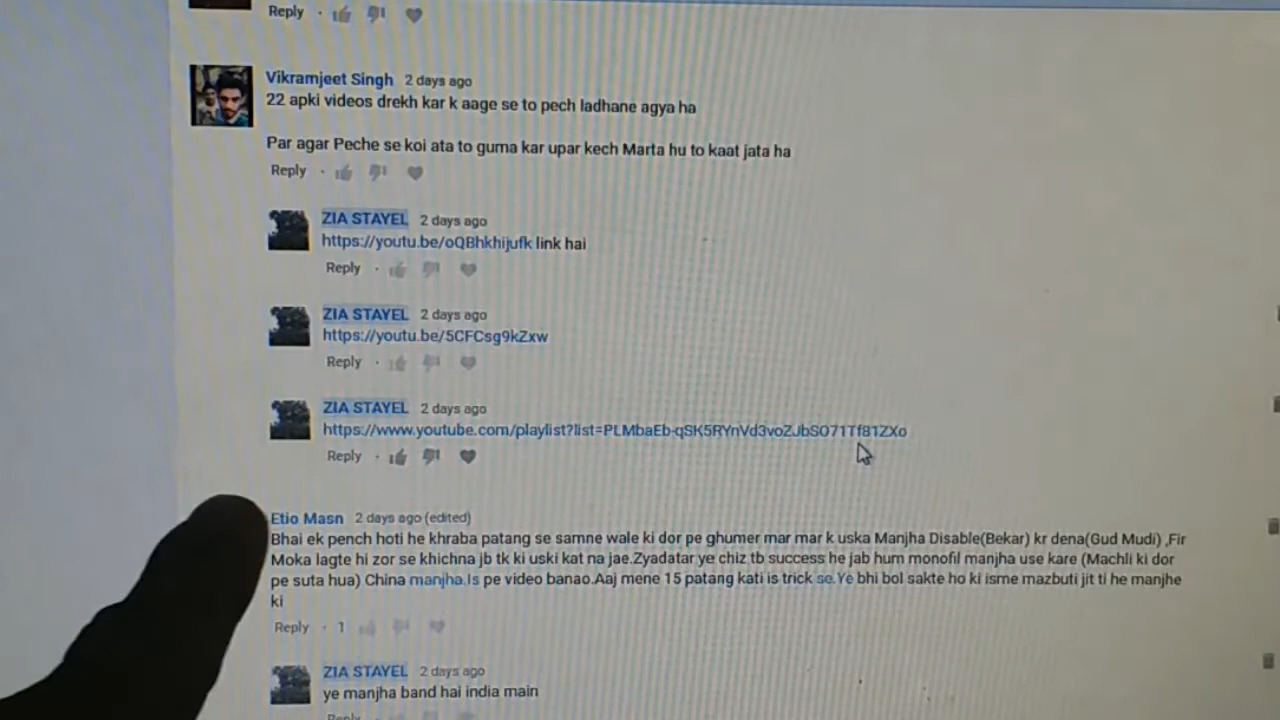 Reply
Vikramjeet Singh 2 days ago
22 apki videos drekh kar k aage se to pech ladhane agya ha
Par agar Peche se koi ata to guma kar upar kech Marta hu to kaat jata ha
Reply
ZIA STAYEL 2 days ago
https://youtu.be/oQBhkhijufk link hai
Reply
ZIA STAYEL 2 days ago
https://youtu.be/5CFCsg9kZxw
Reply
ZIA STAYEL 2 days ago
https://www.youtube.com/playlist?list=PLMbaEb-qSK5RYnVd3voZJbSO71Tf81ZXo
Reply
Etio Masn 2 days ago (edited)
Bhai ek pench hoti he khraba patang se samne wale ki dor pe ghumer mar mar k uska Manjha Disable(Bekar) kr dena(Gud Mudi) ,Fir
Moka lagte hi zor se khichna jb tk ki uski kat na jae.Zyadatar ye chiz tb success he jab hum monofil manjha use kare (Machli ki dor
pe suta hua) China manjha.Is pe video banao.Aaj mene 15 patang kati is trick se.Ye bhi bol sakte ho ki isme mazbuti jit ti he manjhe
ki
Reply 1
ZIA STAYEL 2 days ago
ye manjha band hai india main
Reply